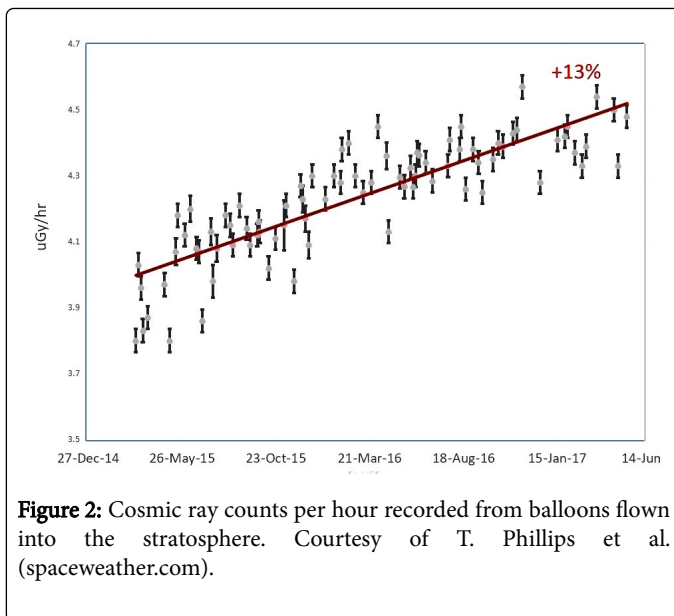 4.7
+13%
4.5
4.3
uGy/hr
4.1
3.9
3.7
3.5
27-Dec-14 26-May-15 23-Oct-15 21-Mar-16 18-Aug-16 15-Jan-17 14-Jun
Figure 2: Cosmic ray counts per hour recorded from balloons flown
into the stratosphere. Courtesy of T. Phillips et al.
(spaceweather.com).